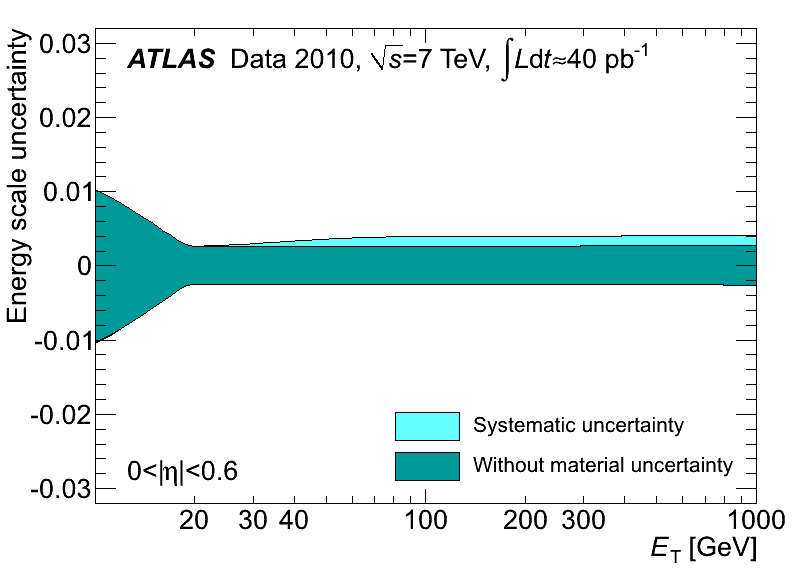 Energy scale uncertainty
0.03
0.02
0.01
0
-0.01
-0.02
-0.03
ATLAS Data 2010, √s=7 TeV, ∫Ldt≈40 pb⁻¹
Systematic uncertainty
Without material uncertainty
0<|η|<0.6
20 30 40 100 200 300 1000
E_T [GeV]